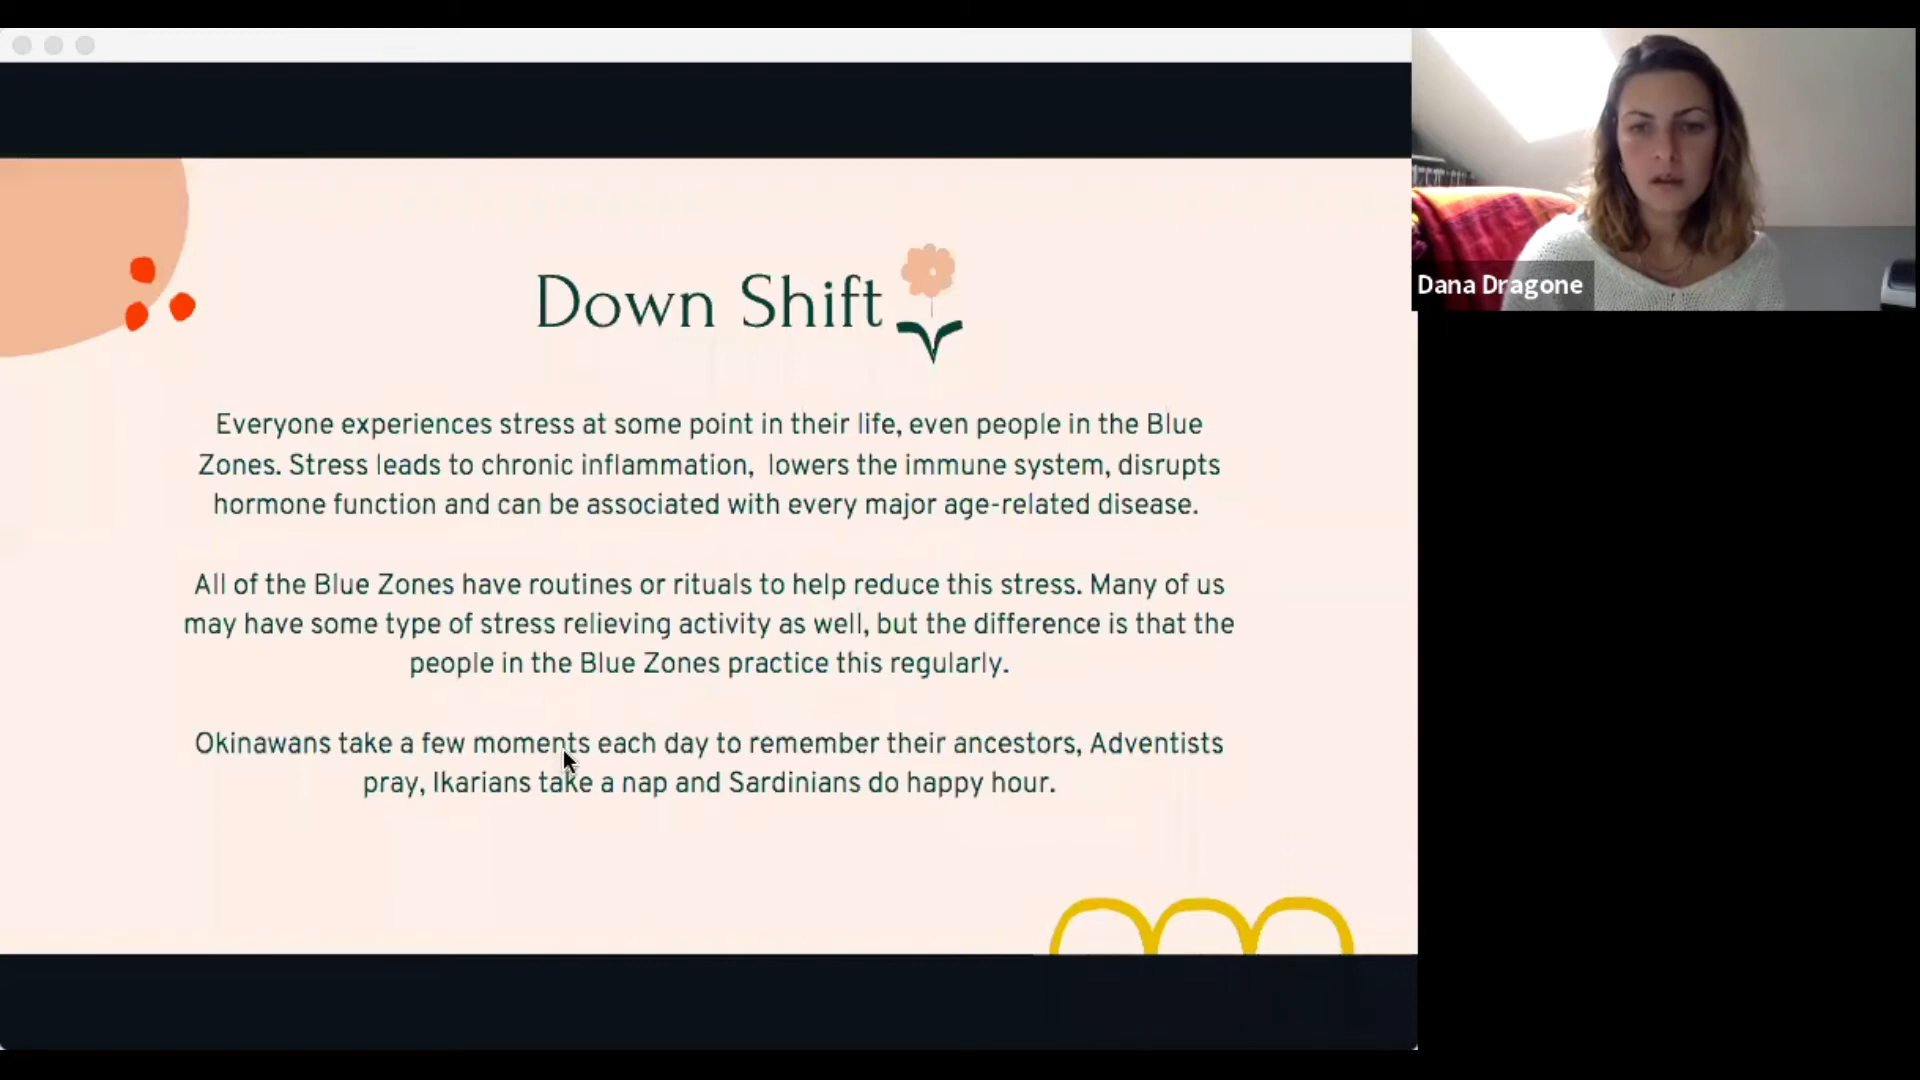 Down Shift
Everyone experiences stress at some point in their life, even people in the Blue
Zones. Stress leads to chronic inflammation,  lowers the immune system, disrupts
hormone function and can be associated with every major age-related disease.
All of the Blue Zones have routines or rituals to help reduce this stress. Many of us
may have some type of stress relieving activity as well, but the difference is that the
people in the Blue Zones practice this regularly.
Okinawans take a few moments each day to remember their ancestors, Adventists
pray, Ikarians take a nap and Sardinians do happy hour.
Dana Dragone